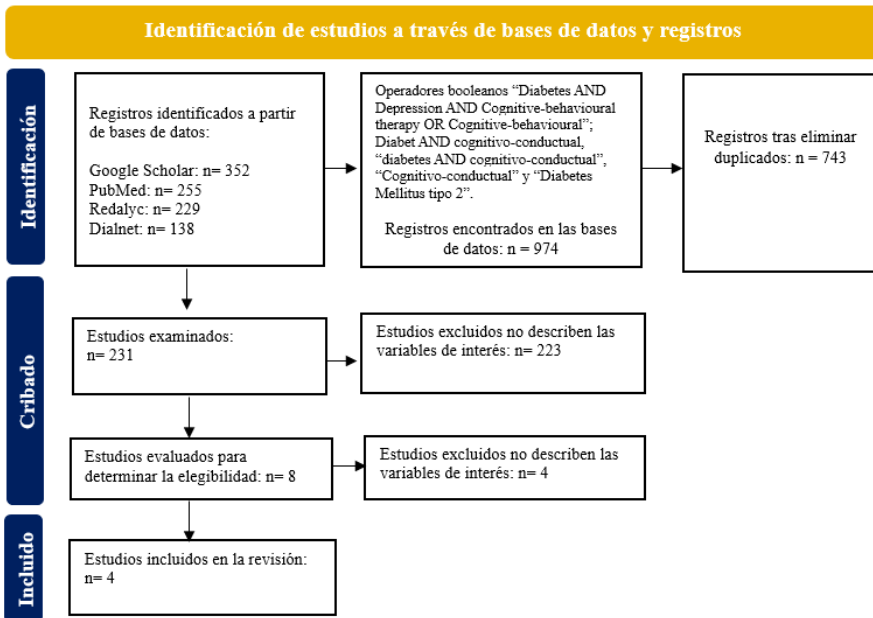 Identificación de estudios a través de bases de datos y registros
Identificación
Registros identificados a partir
de bases de datos:
Google Scholar: n= 352
PubMed: n= 255
Redalyc: n= 229
Dialnet: n= 138
Operadores booleanos “Diabetes AND
Depression AND Cognitive-behavioural
therapy OR Cognitive-behavioural”;
Diabet AND cognitivo-conductual,
“diabetes AND cognitivo-conductual”,
“Cognitivo-conductual” y “Diabetes
Mellitus tipo 2”.
Registros encontrados en las bases
de datos: n = 974
Registros tras eliminar
duplicados: n = 743
Cribado
Estudios examinados:
n= 231
Estudios excluidos no describen las
variables de interés: n= 223
Estudios evaluados para
determinar la elegibilidad: n= 8
Estudios excluidos no describen las
variables de interés: n= 4
Incluido
Estudios incluidos en la revisión:
n= 4